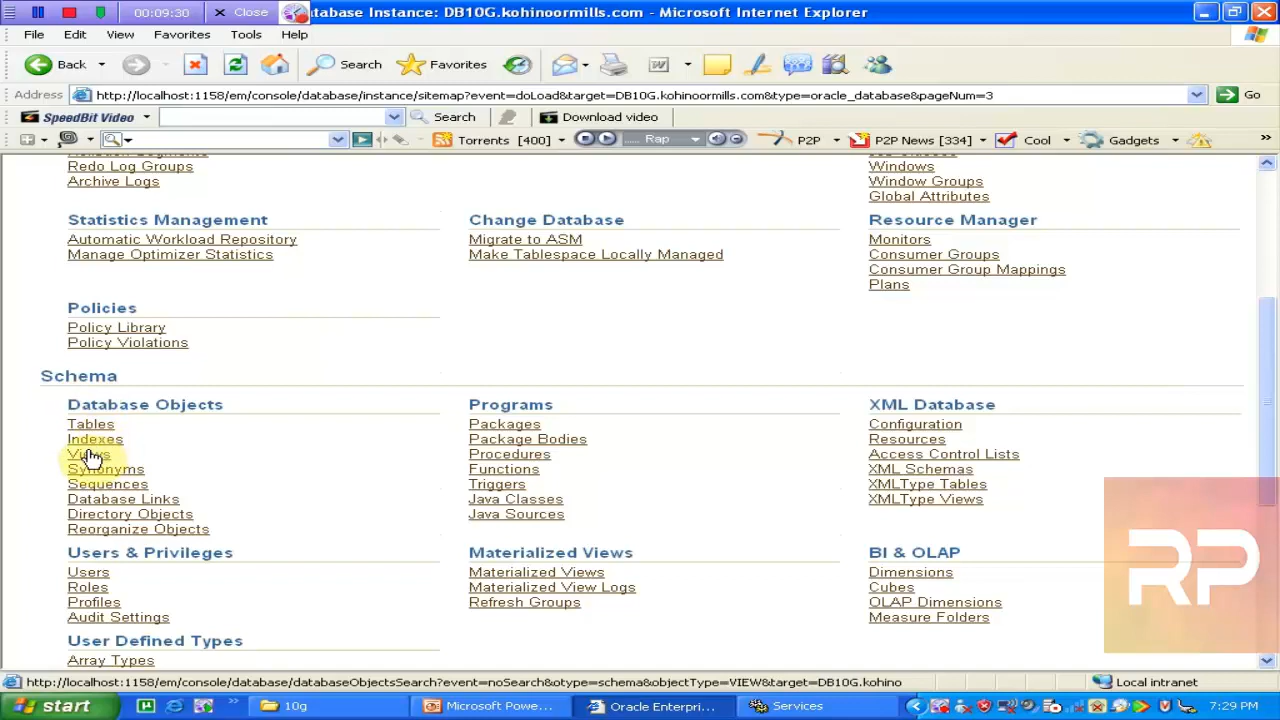 00:09:30 Close atabase Instance: DB10G.kohinoormills.com - Microsoft Internet Explorer
File Edit View Favorites Tools Help
Back Search Favorites
Address http://localhost:1158/em/console/database/instance/sitemap?event=doLoad&target=DB10G.kohinoormills.com&type=oracle_database&pageNum=3 Go
SpeedBit Video Search Download video
Torrents [400] Rap P2P P2P News [334] Cool Gadgets
Redo Log Groups
Archive Logs
Windows
Window Groups
Global Attributes
Statistics Management
Automatic Workload Repository
Manage Optimizer Statistics
Change Database
Migrate to ASM
Make Tablespace Locally Managed
Resource Manager
Monitors
Consumer Groups
Consumer Group Mappings
Plans
Policies
Policy Library
Policy Violations
Schema
Database Objects
Tables
Indexes
Views
Synonyms
Sequences
Database Links
Directory Objects
Reorganize Objects
Programs
Packages
Package Bodies
Procedures
Functions
Triggers
Java Classes
Java Sources
XML Database
Configuration
Resources
Access Control Lists
XML Schemas
XMLType Tables
XMLType Views
Users & Privileges
Users
Roles
Profiles
Audit Settings
Materialized Views
Materialized Views
Materialized View Logs
Refresh Groups
BI & OLAP
Dimensions
Cubes
OLAP Dimensions
Measure Folders
RP
User Defined Types
Array Types
http://localhost:1158/em/console/database/databaseObjectsSearch?event=noSearch&otype=schema&objectType=VIEW&target=DB10G.kohino Local intranet
start 10g Microsoft Powe... Oracle Enterpri... Services 7:29 PM